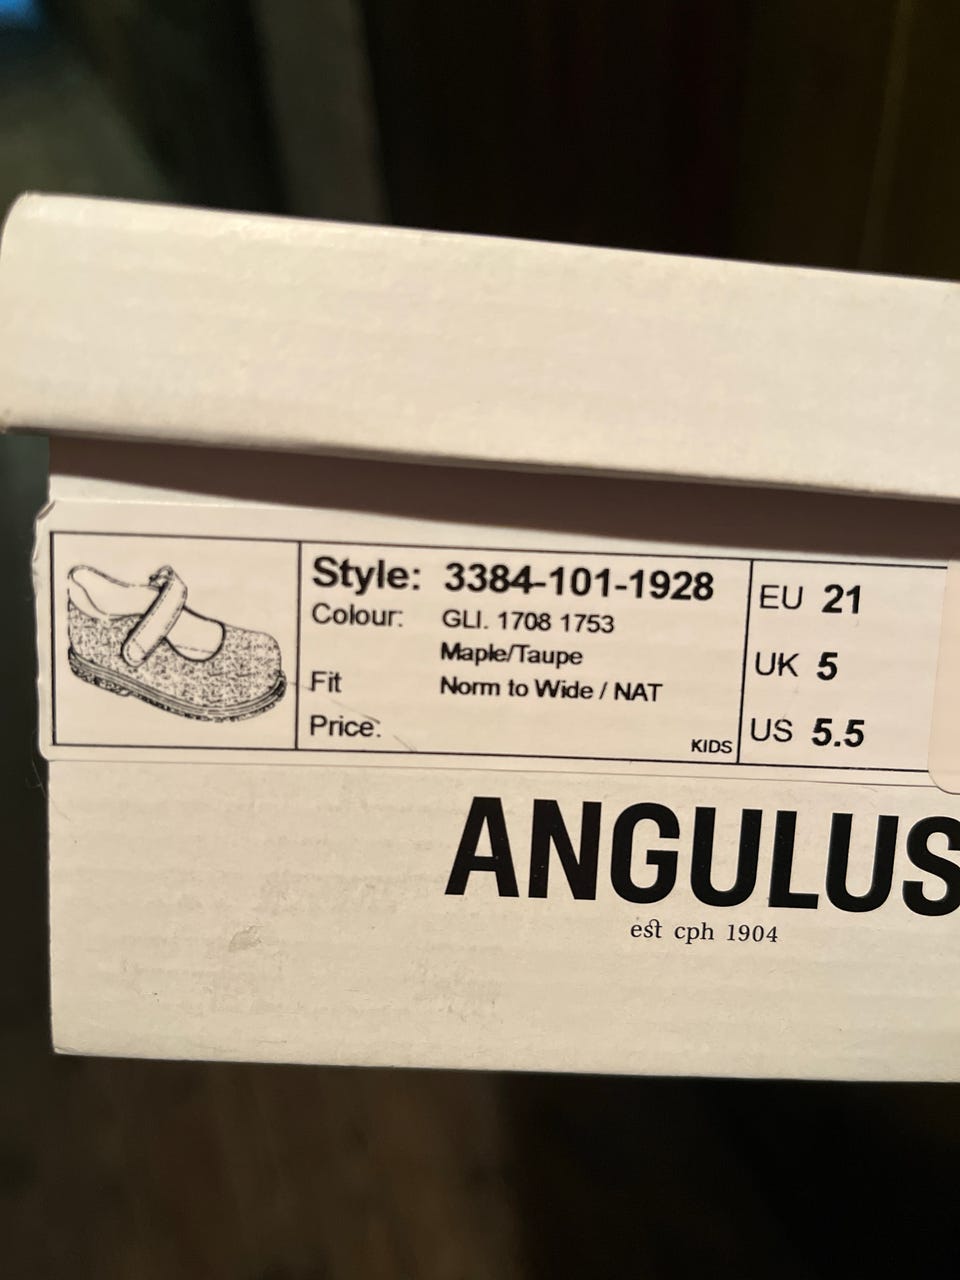 Style: 3384-101-1928
Colour: GLI. 1708 1753
Maple/Taupe
Fit Norm to Wide / NAT
Price:
KIDS
EU 21
UK 5
US 5.5
ANGULUS
est cph 1904